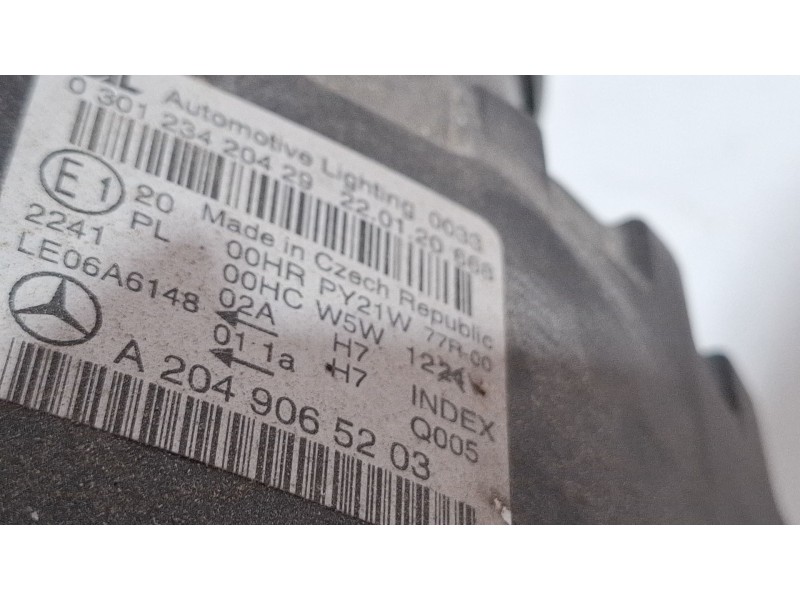 AL Automotive Lighting 0033
0 301 234 204 29 22.01.20 668
E1 20 Made in Czech Republic
2241 PL 00HR PY21W 77R-00
LE06A6148 00HC W5W 12V
02A H7 INDEX
01 1a H7 Q005
A 204 906 52 03